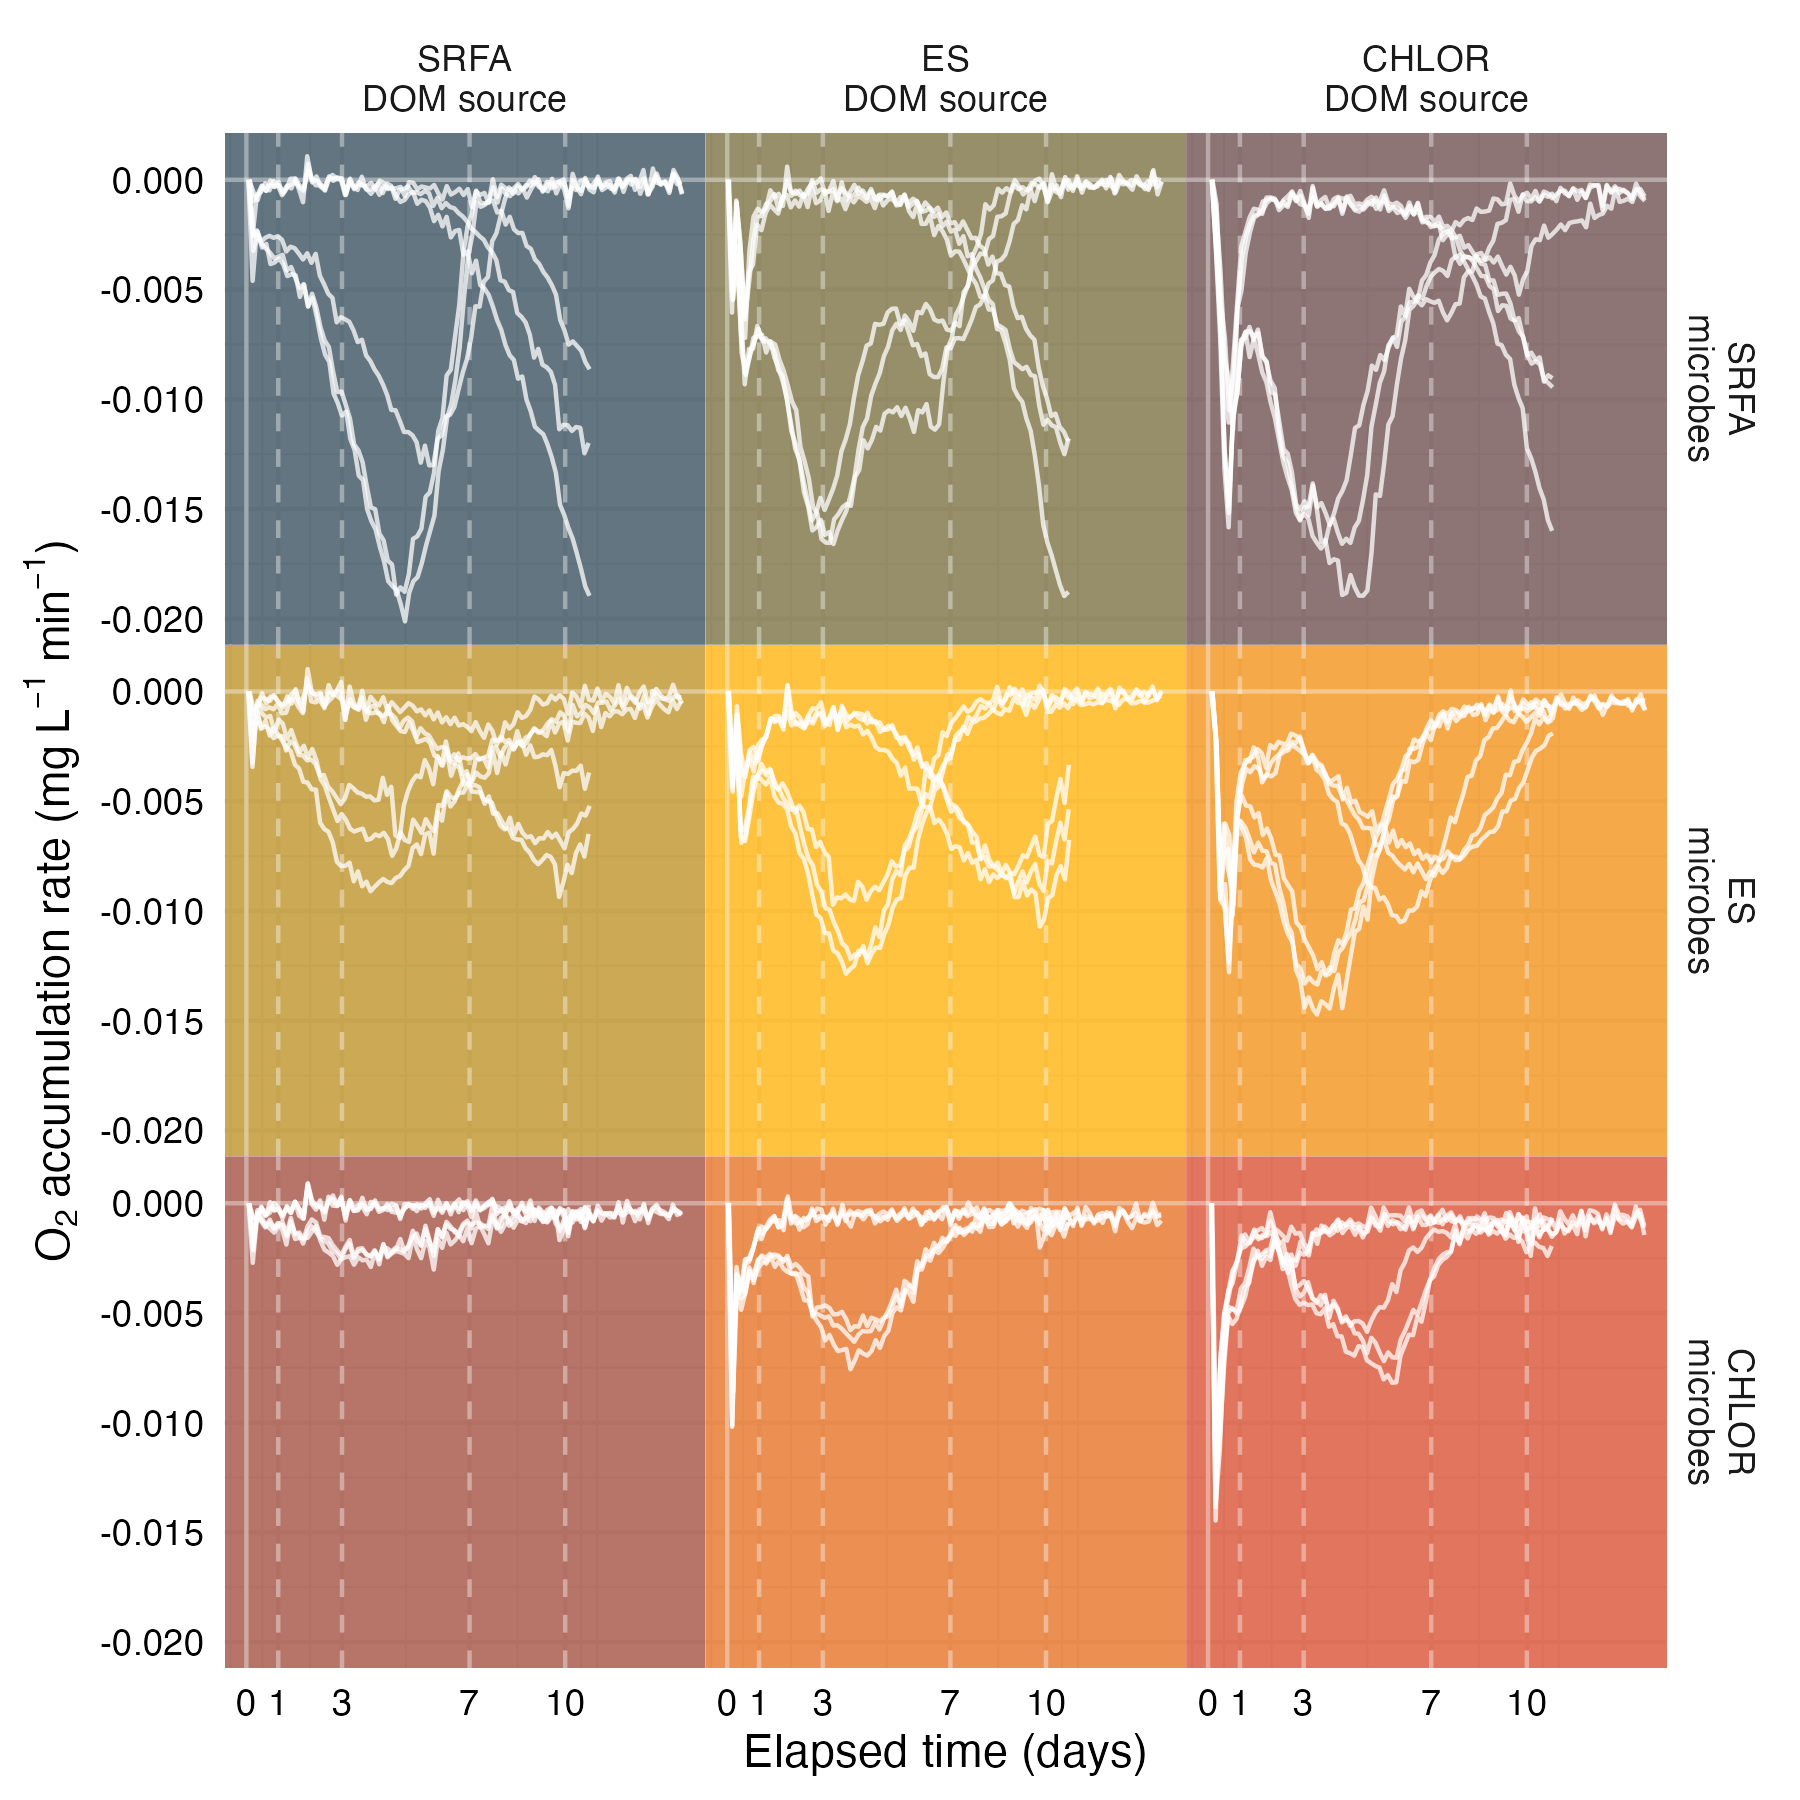 SRFA
DOM source
ES
DOM source
CHLOR
DOM source
0.000
-0.005
-0.010
-0.015
-0.020
SRFA
microbes
0.000
-0.005
-0.010
-0.015
-0.020
ES
microbes
0.000
-0.005
-0.010
-0.015
-0.020
CHLOR
microbes
O₂ accumulation rate (mg L⁻¹ min⁻¹)
0 1 3 7 10
0 1 3 7 10
0 1 3 7 10
Elapsed time (days)